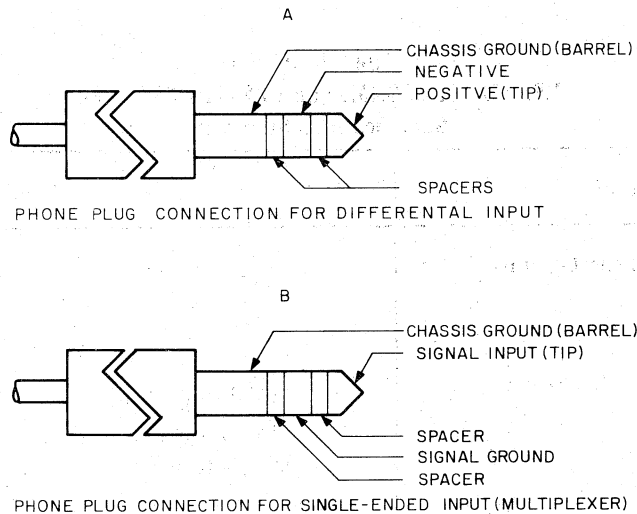 A
CHASSIS GROUND (BARREL)
NEGATIVE
POSITVE (TIP)
SPACERS
PHONE PLUG CONNECTION FOR DIFFERENTAL INPUT
B
CHASSIS GROUND (BARREL)
SIGNAL INPUT (TIP)
SPACER
SIGNAL GROUND
SPACER
PHONE PLUG CONNECTION FOR SINGLE-ENDED INPUT (MULTIPLEXER)